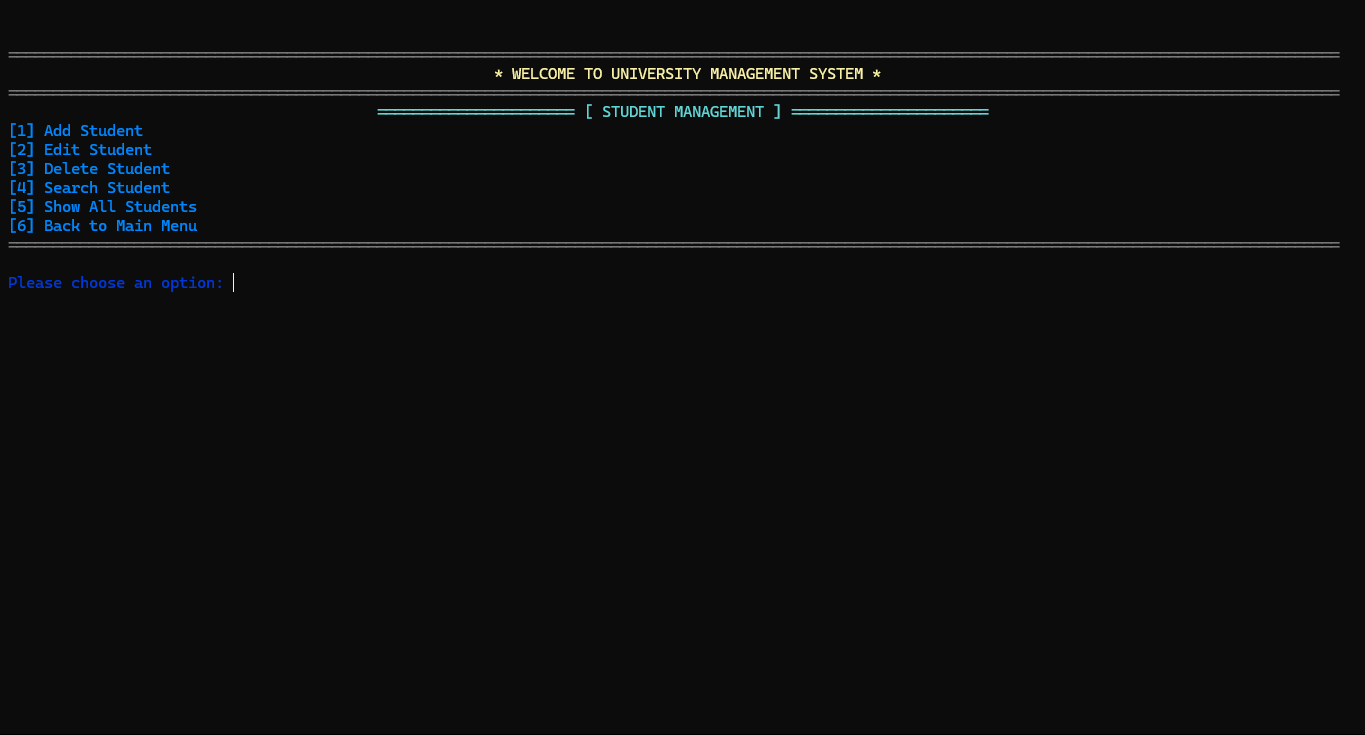 * WELCOME TO UNIVERSITY MANAGEMENT SYSTEM *
[ STUDENT MANAGEMENT ]
[1] Add Student
[2] Edit Student
[3] Delete Student
[4] Search Student
[5] Show All Students
[6] Back to Main Menu
Please choose an option: